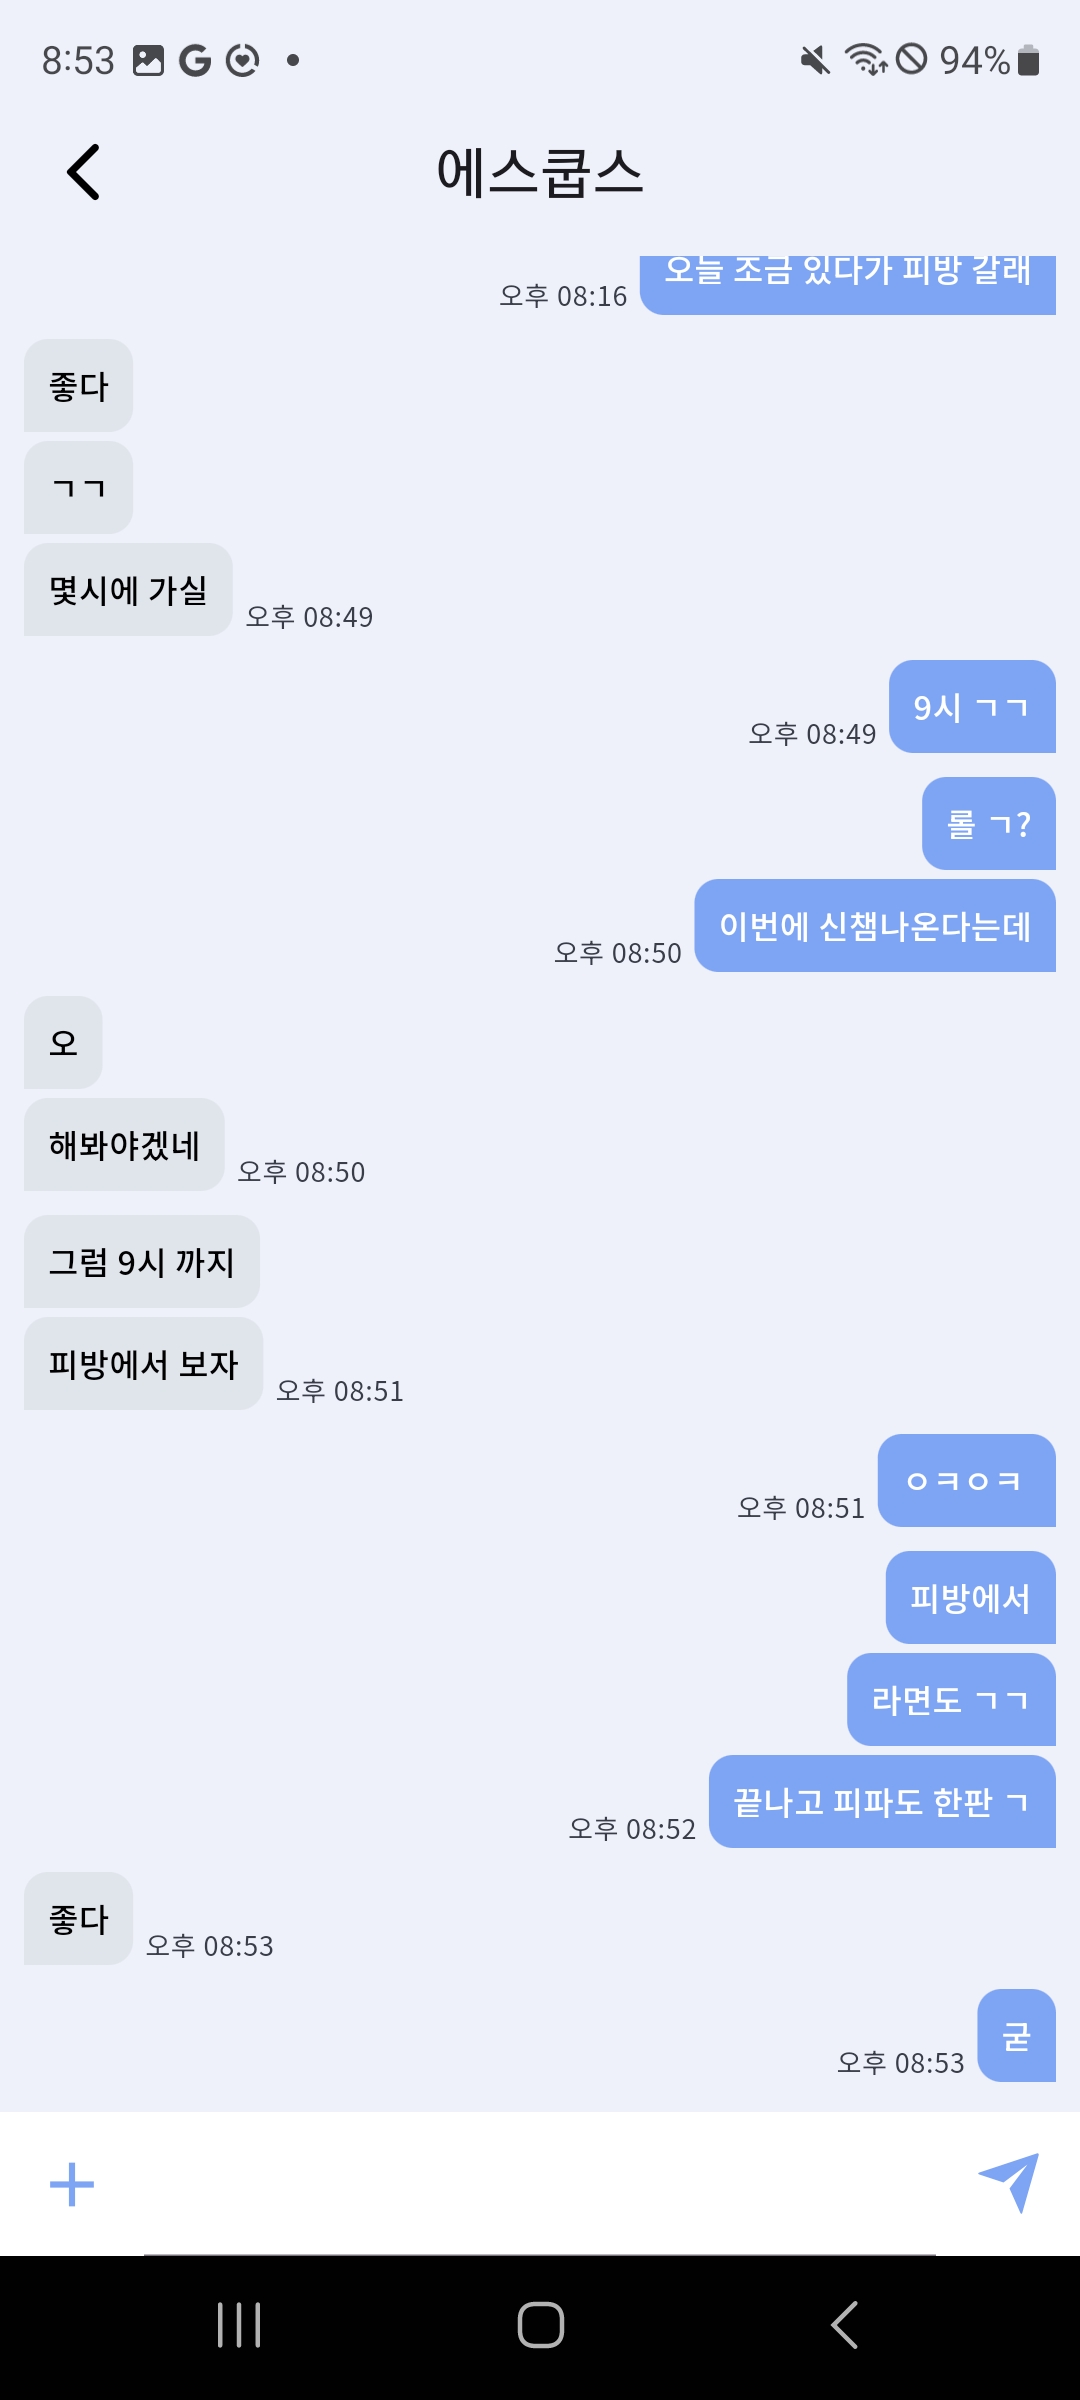 8:53
94%
에스쿱스
오늘 조금 있다가 피방 갈래
오후 08:16
좋다
ㄱㄱ
몇시에 가실
오후 08:49
9시 ㄱㄱ
오후 08:49
롤 ㄱ?
이번에 신챔나온다는데
오후 08:50
오
해봐야겠네
오후 08:50
그럼 9시 까지
피방에서 보자
오후 08:51
ㅇㅋㅇㅋ
오후 08:51
피방에서
라면도 ㄱㄱ
끝나고 피파도 한판 ㄱ
오후 08:52
좋다
오후 08:53
굳
오후 08:53